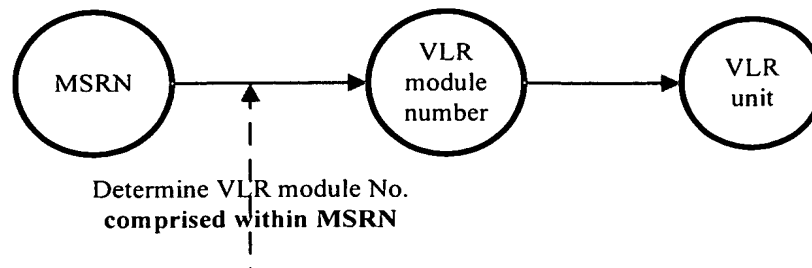 MSRN
VLR
module
number
VLR
unit
Determine VLR module No.
comprised within MSRN